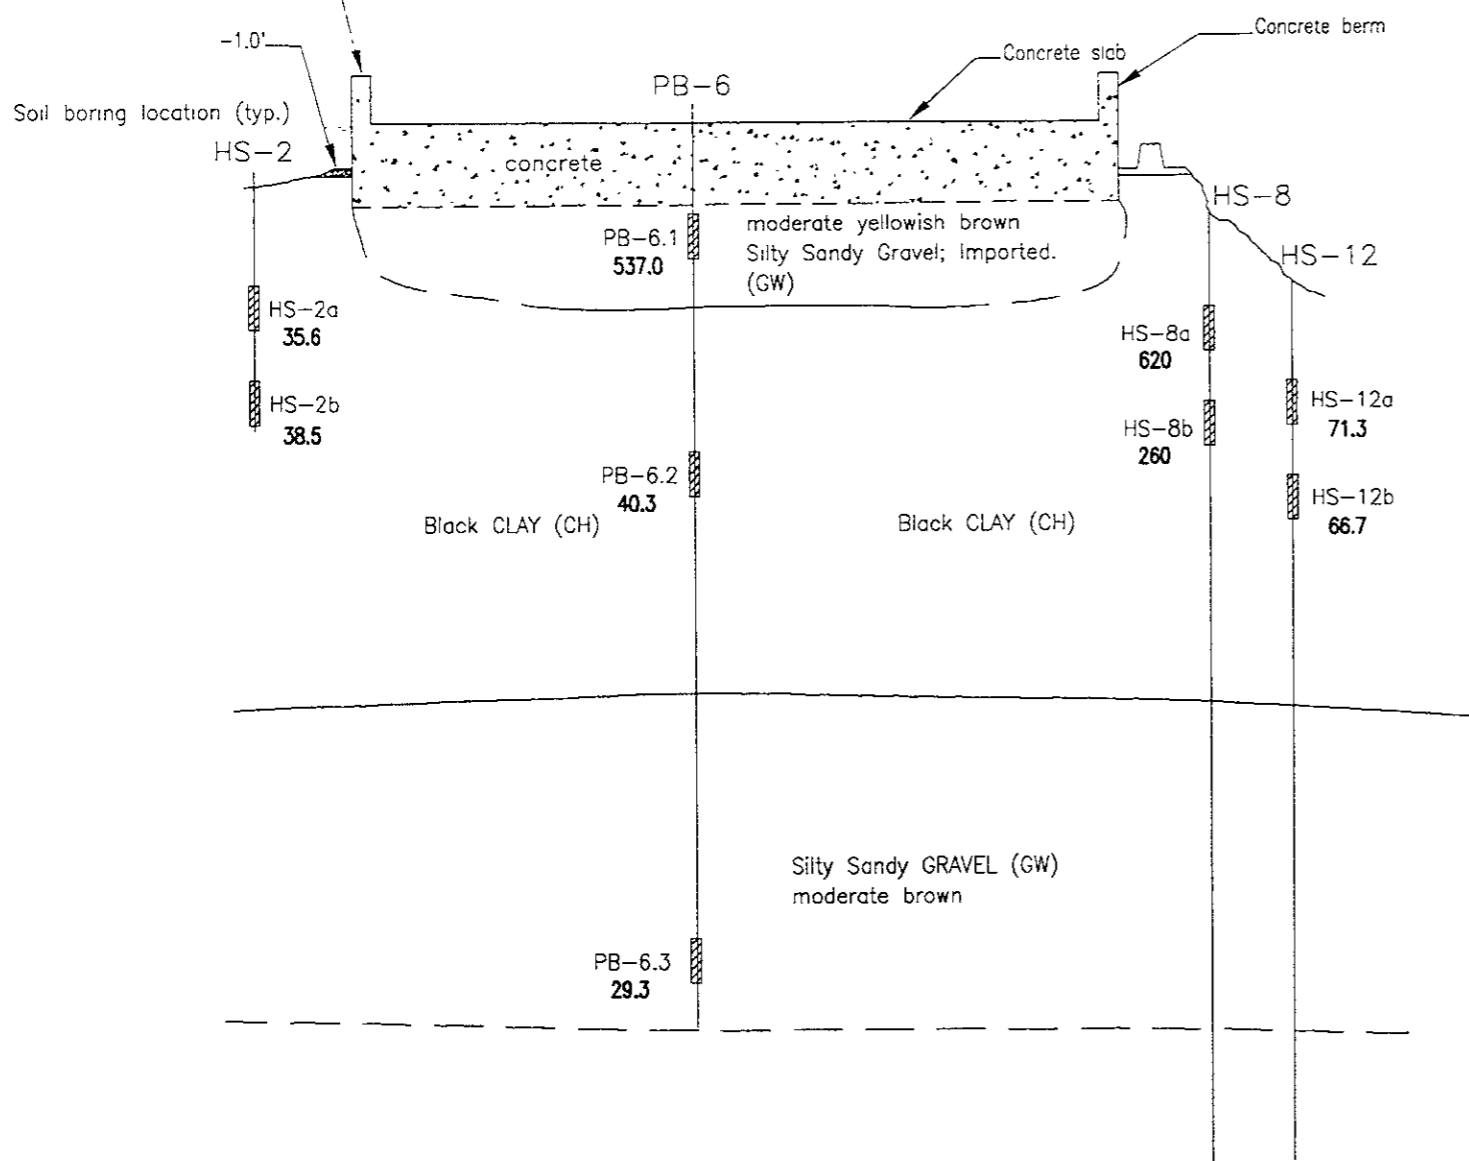 Concrete berm
-1.0'
Concrete slab
PB-6
Soil boring location (typ.)
HS-2
concrete
HS-8
moderate yellowish brown
Silty Sandy Gravel; Imported.
(GW)
PB-6.1
537.0
HS-12
HS-2a
35.6
HS-8a
620
HS-2b
38.5
HS-12a
71.3
HS-8b
260
PB-6.2
40.3
HS-12b
66.7
Black CLAY (CH)
Black CLAY (CH)
Silty Sandy GRAVEL (GW)
moderate brown
PB-6.3
29.3